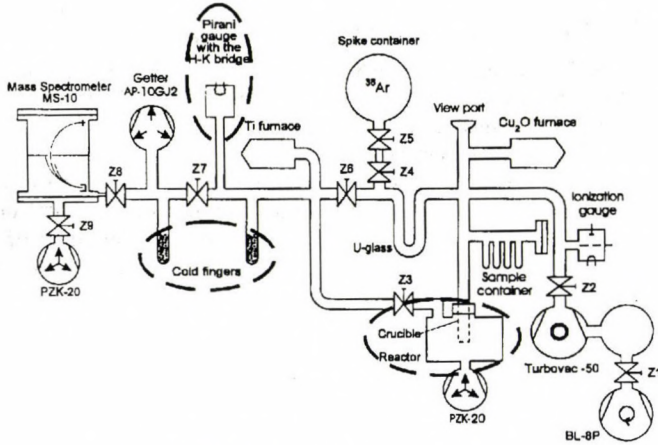 Pirani
gauge
with the
H-K bridge
Spike container
Getter
AP-10GJ2
Mass Spectrometer
MS-10
38Ar
View port
Cu2O furnace
Ti furnace
Z5
Z8
Z7
Z6
Z4
Ionization
gauge
Z9
U-glass
Cold fingers
Sample
container
Z3
Z2
PZK-20
Crucible
Reactor
Turbovac -50
Z1
PZK-20
BL-8P